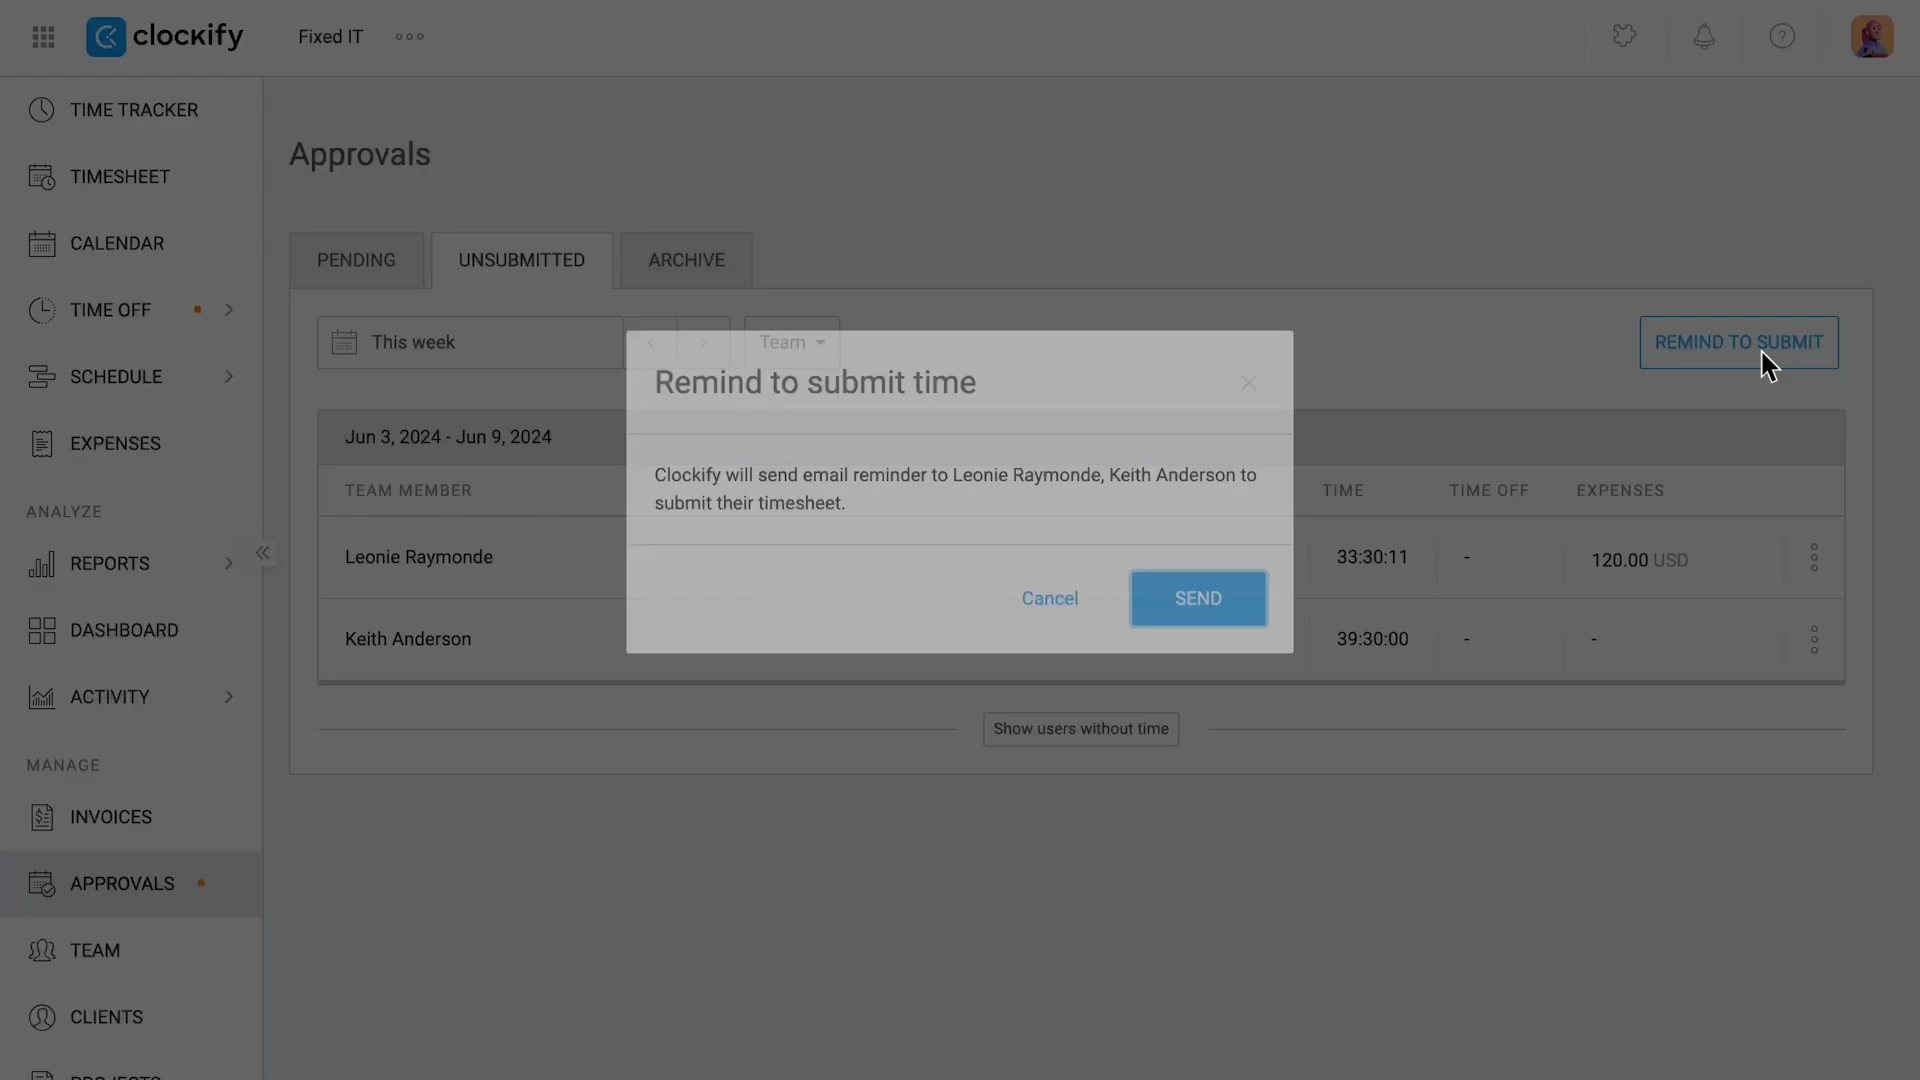 clockify
Fixed IT
?
TIME TRACKER
TIMESHEET
CALENDAR
TIME OFF
SCHEDULE
EXPENSES
ANALYZE
REPORTS
DASHBOARD
ACTIVITY
MANAGE
INVOICES
APPROVALS
TEAM
CLIENTS
PROJECTS
Approvals
PENDING
UNSUBMITTED
ARCHIVE
This week
Team
REMIND TO SUBMIT
Jun 3, 2024 - Jun 9, 2024
TEAM MEMBER
TIME
TIME OFF
EXPENSES
Leonie Raymonde
33:30:11
-
120.00 USD
Keith Anderson
39:30:00
-
-
Show users without time
Remind to submit time
Clockify will send email reminder to Leonie Raymonde, Keith Anderson to
submit their timesheet.
Cancel
SEND